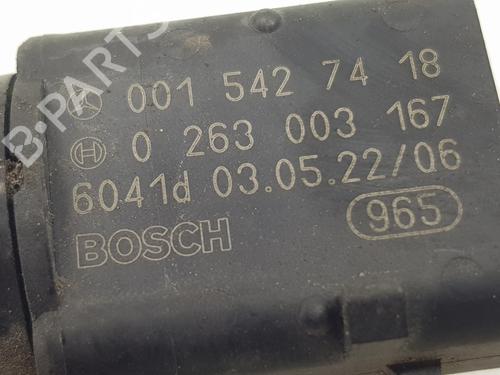 B-PARTS
001 542 74 18
0 263 003 167
6041d 03.05.22/06
BOSCH 965